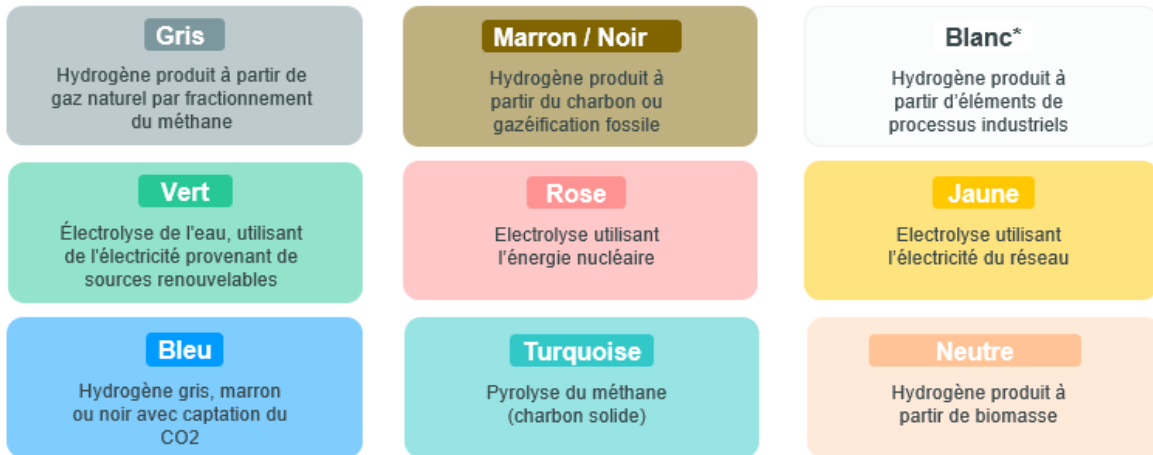 Gris
Hydrogène produit à partir de
gaz naturel par fractionnement
du méthane
Marron / Noir
Hydrogène produit à
partir du charbon ou
gazéification fossile
Blanc*
Hydrogène produit à
partir d'éléments de
processus industriels
Vert
Électrolyse de l'eau, utilisant
de l'électricité provenant de
sources renouvelables
Rose
Electrolyse utilisant
l'énergie nucléaire
Jaune
Electrolyse utilisant
l'électricité du réseau
Bleu
Hydrogène gris, marron
ou noir avec captation du
CO2
Turquoise
Pyrolyse du méthane
(charbon solide)
Neutre
Hydrogène produit à
partir de biomasse